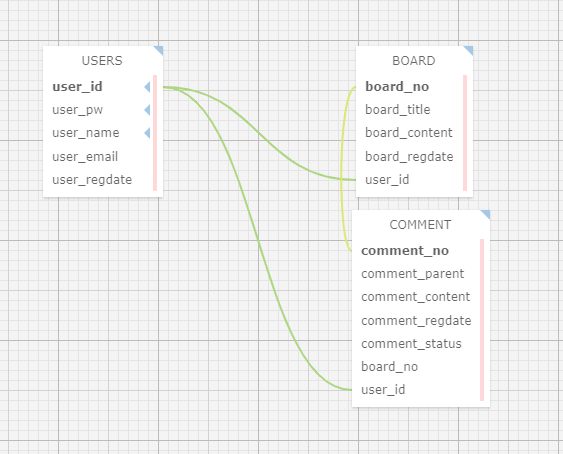 USERS
user_id
user_pw
user_name
user_email
user_regdate
BOARD
board_no
board_title
board_content
board_regdate
user_id
COMMENT
comment_no
comment_parent
comment_content
comment_regdate
comment_status
board_no
user_id